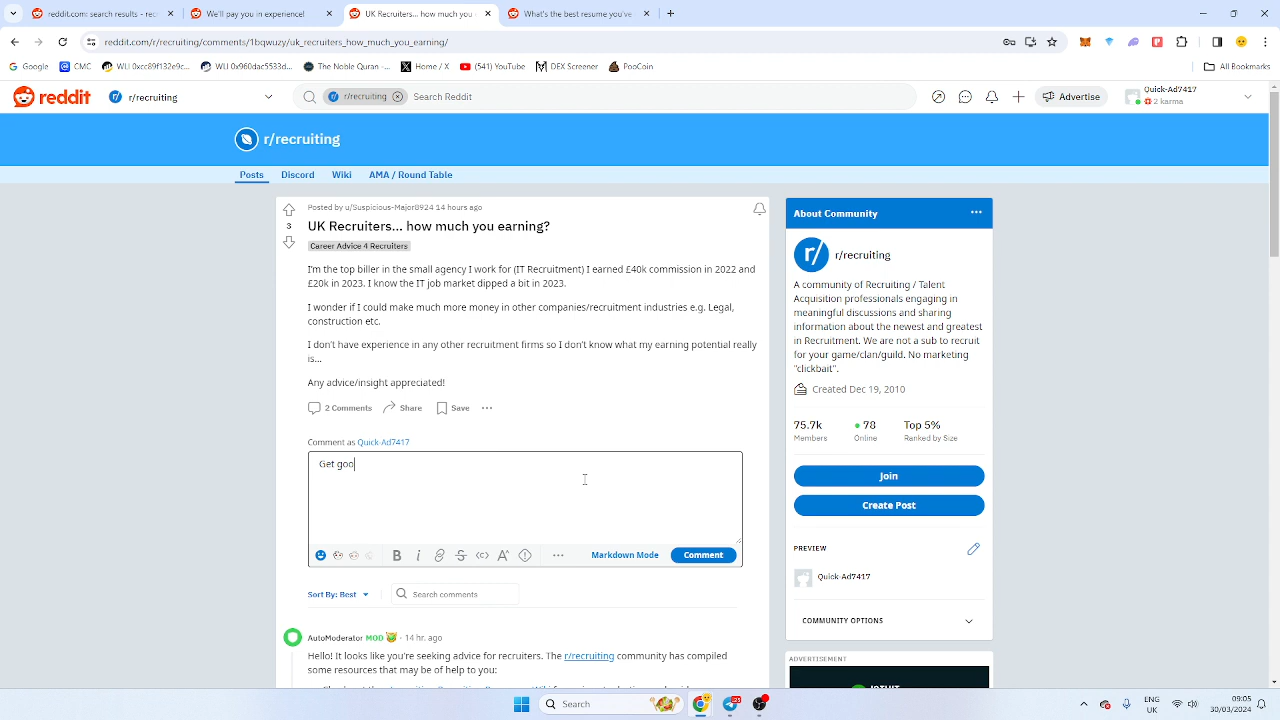 reddit.com: search results - rec
We'll pay you an expense!
UK Recruiters... how much you
What's the best resume you've
reddit.com/r/recruiting/comments/1bqwuzy/uk_recruiters_how_much_you_earning/
Google
CMC
WLI 0xcc89f132e9c...
WLI 0x960dac5533d...
The Noble Quran -...
Home / X
(541) YouTube
DEX Screener
PooCoin
All Bookmarks
reddit
r/recruiting
r/recruiting
Search Reddit
Advertise
Quick-Ad7417
2 karma
r/recruiting
Posts
Discord
Wiki
AMA / Round Table
Posted by u/Suspicious-Major8924 14 hours ago
3
UK Recruiters... how much you earning?
Career Advice 4 Recruiters
I'm the top biller in the small agency I work for (IT Recruitment) I earned £40k commission in 2022 and
£20k in 2023. I know the IT job market dipped a bit in 2023.
I wonder if I could make much more money in other companies/recruitment industries e.g. Legal,
construction etc.
I don't have experience in any other recruitment firms so I don't know what my earning potential really
is...
Any advice/insight appreciated!
2 Comments
Share
Save
Comment as Quick-Ad7417
Get goo
B
i
Markdown Mode
Comment
Sort By: Best
Search comments
AutoModerator MOD · 14 hr. ago
Hello! It looks like you're seeking advice for recruiters. The r/recruiting community has compiled
some resources that may be of help to you:
About Community
r/recruiting
A community of Recruiting / Talent
Acquisition professionals engaging in
meaningful discussions and sharing
information about the newest and greatest
in Recruitment. We are not a sub to recruit
for your game/clan/guild. No marketing
"clickbait".
Created Dec 19, 2010
75.7k
78
Top 5%
Members
Online
Ranked by Size
Join
Create Post
PREVIEW
Quick-Ad7417
COMMUNITY OPTIONS
ADVERTISEMENT
Search
ENG
UK
09:05
30/03/2024